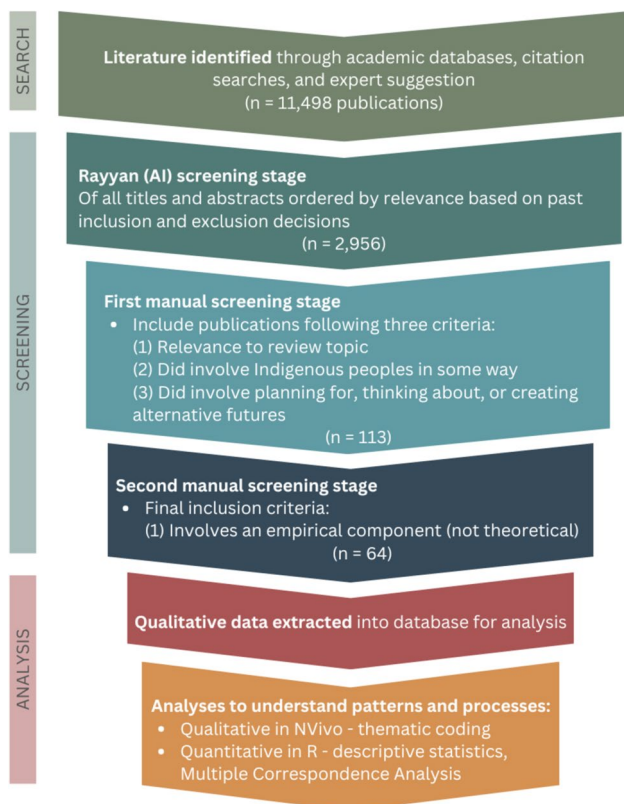 SEARCH
Literature identified through academic databases, citation
searches, and expert suggestion
(n = 11,498 publications)
SCREENING
Rayyan (AI) screening stage
Of all titles and abstracts ordered by relevance based on past
inclusion and exclusion decisions
(n = 2,956)
First manual screening stage
• Include publications following three criteria:
(1) Relevance to review topic
(2) Did involve Indigenous peoples in some way
(3) Did involve planning for, thinking about, or creating
alternative futures
(n = 113)
Second manual screening stage
• Final inclusion criteria:
(1) Involves an empirical component (not theoretical)
(n = 64)
ANALYSIS
Qualitative data extracted into database for analysis
Analyses to understand patterns and processes:
• Qualitative in NVivo - thematic coding
• Quantitative in R - descriptive statistics,
Multiple Correspondence Analysis